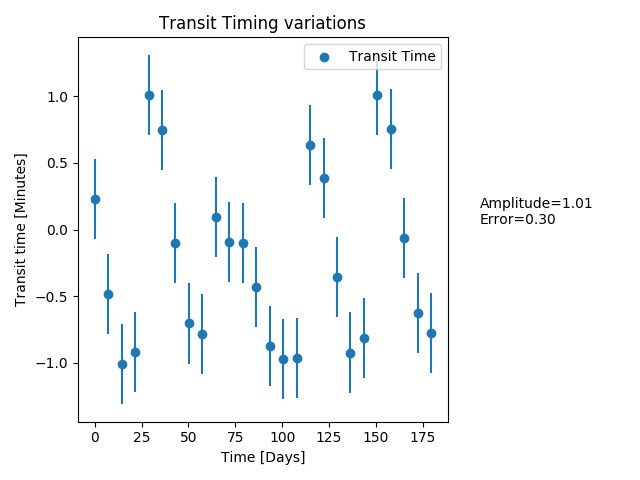 Transit Timing variations
Transit Time
Transit time [Minutes]
1.0
0.5
0.0
−0.5
−1.0
0
25
50
75
100
125
150
175
Time [Days]
Amplitude=1.01
Error=0.30